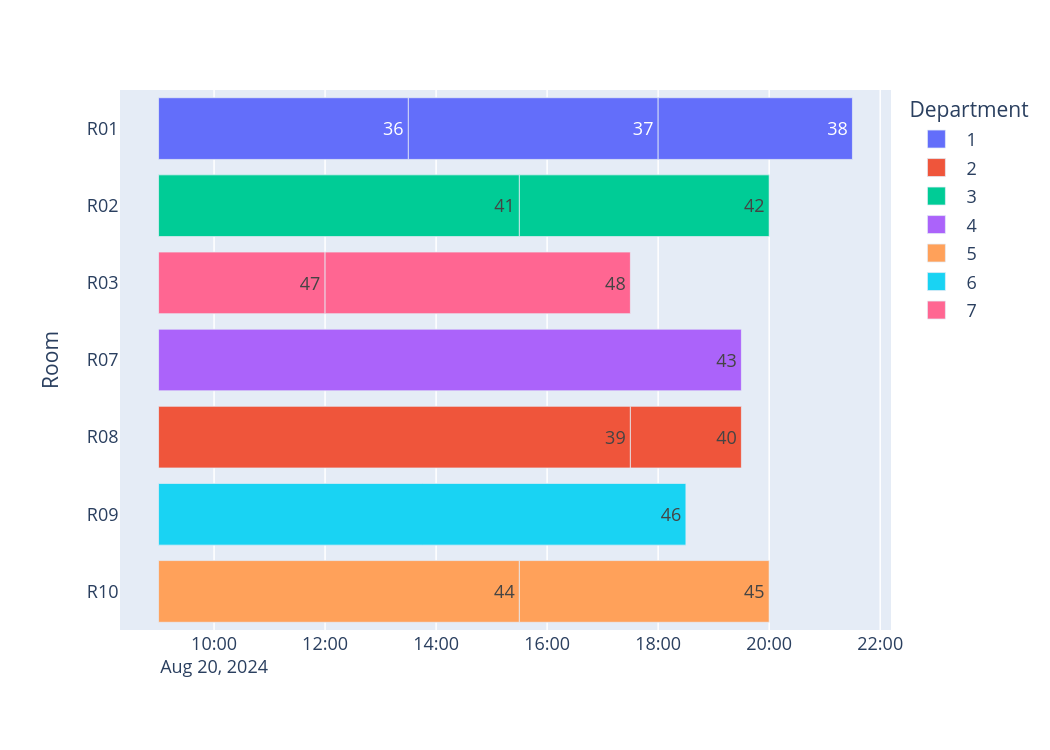 Department
1
2
3
4
5
6
7
Room
R01 36 37 38
R02 41 42
R03 47 48
R07 43
R08 39 40
R09 46
R10 44 45
10:00 12:00 14:00 16:00 18:00 20:00 22:00
Aug 20, 2024